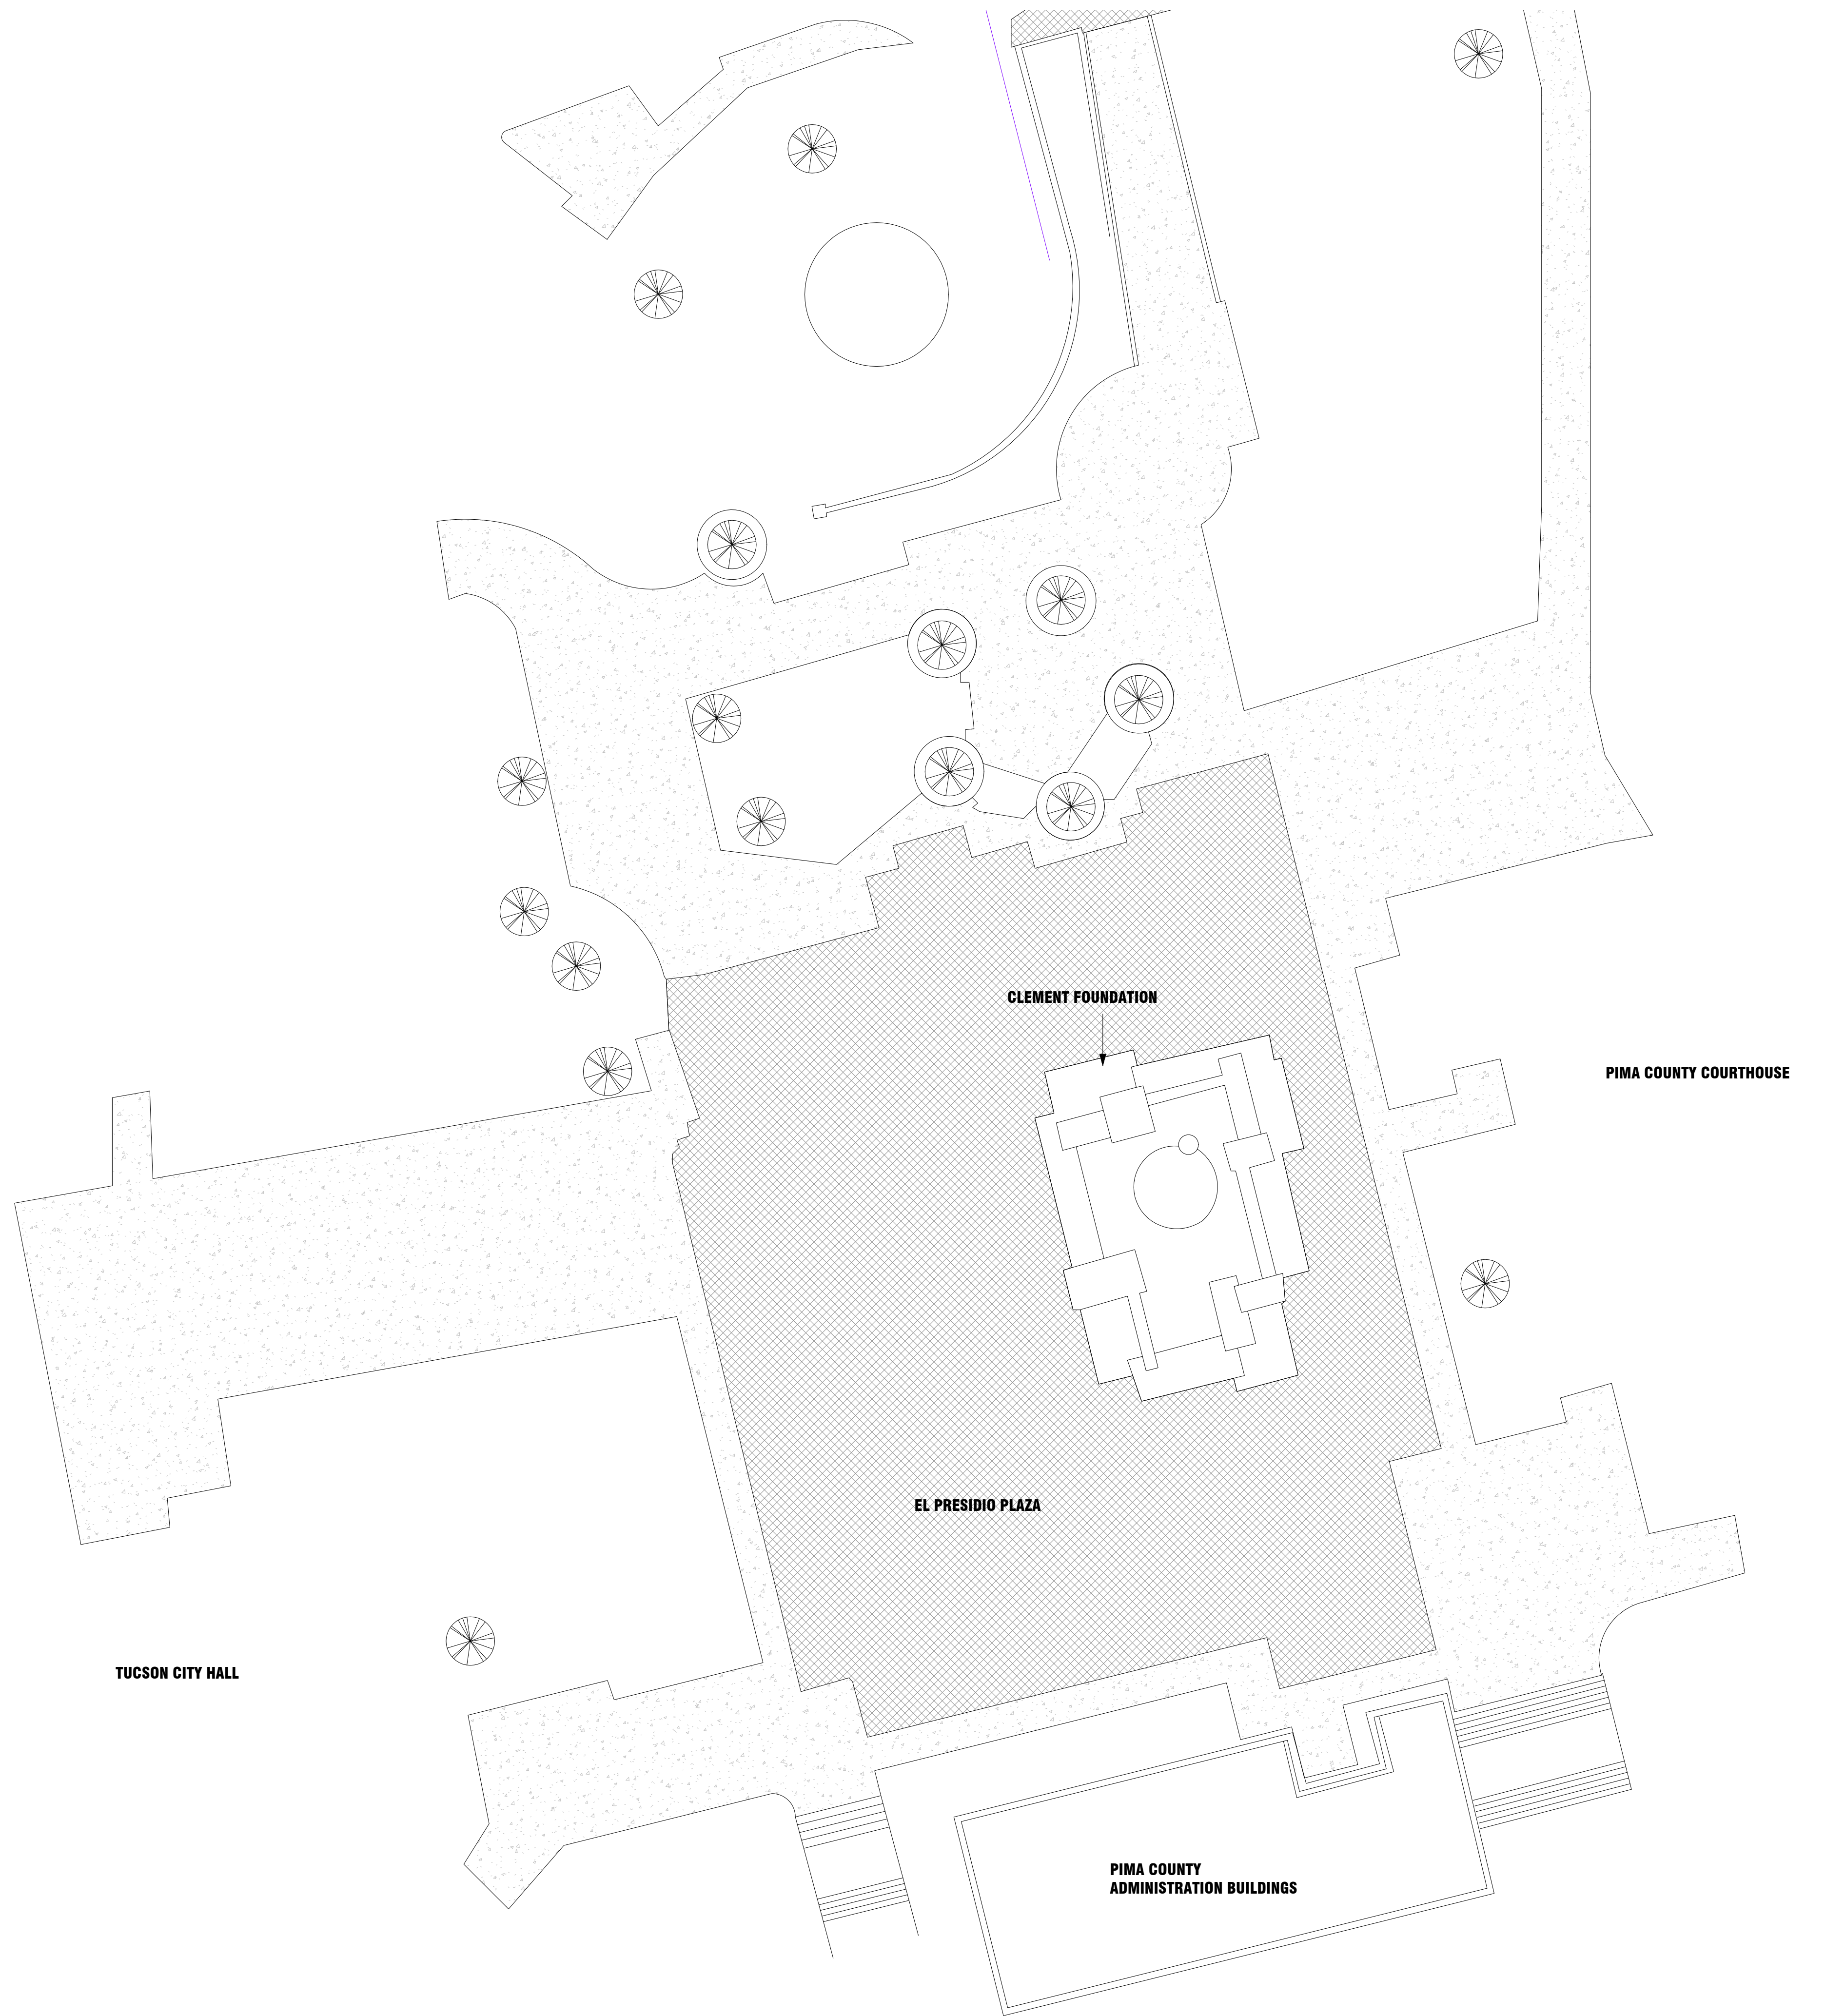 CLEMENT FOUNDATION
PIMA COUNTY COURTHOUSE
EL PRESIDIO PLAZA
TUCSON CITY HALL
PIMA COUNTY
ADMINISTRATION BUILDINGS